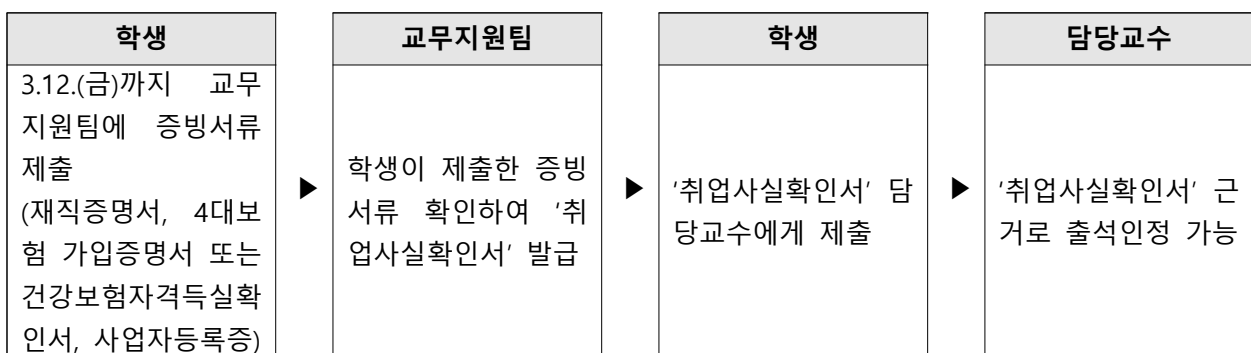 학생
3.12.(금)까지 교무
지원팀에 증빙서류
제출
(재직증명서, 4대보
험 가입증명서 또는
건강보험자격득실확
인서, 사업자등록증)
▶
교무지원팀
학생이 제출한 증빙
서류 확인하여 '취
업사실확인서' 발급
▶
학생
'취업사실확인서' 담
당교수에게 제출
▶
담당교수
'취업사실확인서' 근
거로 출석인정 가능